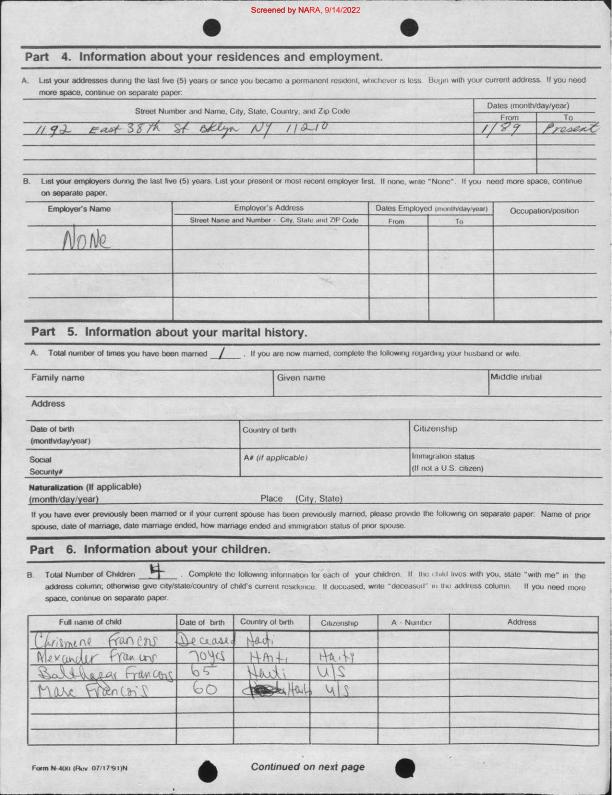 Screened by NARA, 9/14/2022
Part 4. Information about your residences and employment.
A. List your addresses during the last five (5) years or since you became a permanent resident, whichever is less. Begin with your current address. If you need
more space, continue on separate paper:
Street Number and Name, City, State, Country, and Zip Code Dates (month/day/year)
From To
1192 East 38th St Bklyn NY 11210 1/89 Present
B. List your employers during the last five (5) years. List your present or most recent employer first. If none, write "None". If you need more space, continue
on separate paper.
Employer's Name Employer's Address Dates Employed (month/day/year) Occupation/position
Street Name and Number - City, State and ZIP Code From To
NONe
Part 5. Information about your marital history.
A. Total number of times you have been married 1 . If you are now married, complete the following regarding your husband or wife.
Family name Given name Middle initial
Address
Date of birth
(month/day/year) Country of birth Citizenship
Social
Security# A# (if applicable) Immigration status
(If not a U.S. citizen)
Naturalization (If applicable)
(month/day/year) Place (City, State)
If you have ever previously been married or if your current spouse has been previously married, please provide the following on separate paper: Name of prior
spouse, date of marriage, date marriage ended, how marriage ended and immigration status of prior spouse.
Part 6. Information about your children.
B. Total Number of Children 4 . Complete the following information for each of your children. If the child lives with you, state "with me" in the
address column; otherwise give city/state/country of child's current residence. If deceased, write "deceased" in the address column. If you need more
space, continue on separate paper.
Full name of child Date of birth Country of birth Citizenship A - Number Address
Chrismene Francois Deceased Haiti
Alexander Francois 70yrs HAiti Haiti
Balthazar Francois 65 Haiti U/S
Marc Francois 60 Haiti U/S
Form N-400 (Rev 07/17/91)N Continued on next page